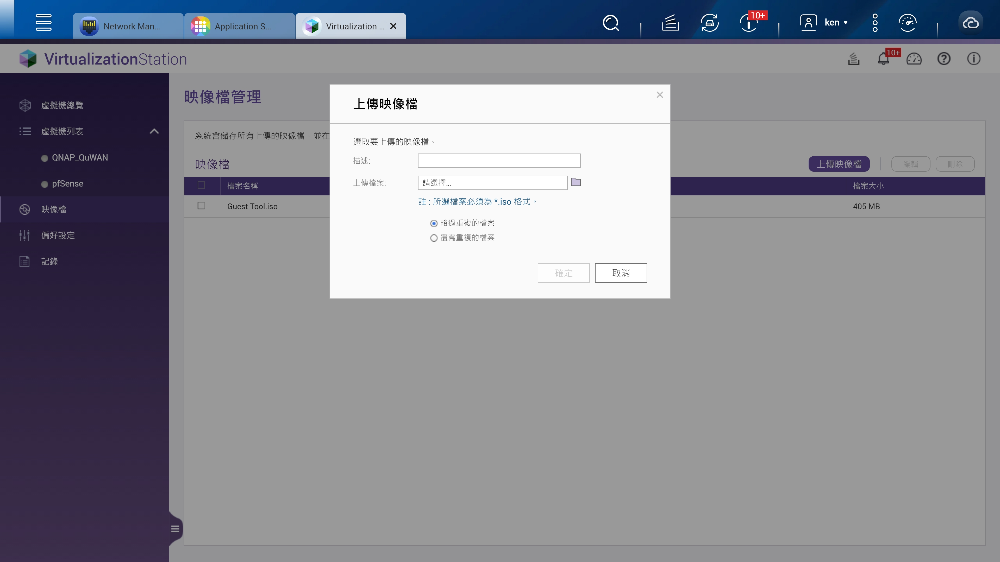 Network Man...
Application S...
Virtualization ...
10+
ken
VirtualizationStation
10+
虛擬機總覽
虛擬機列表
QNAP_QuWAN
pfSense
映像檔
偏好設定
記錄
映像檔管理
系統會儲存所有上傳的映像檔，並在
映像檔
上傳映像檔
編輯
刪除
檔案名稱
檔案大小
Guest Tool.iso
405 MB
上傳映像檔
選取要上傳的映像檔。
描述:
上傳檔案:
請選擇...
註 : 所選檔案必須為 *.iso 格式。
略過重複的檔案
覆寫重複的檔案
確定
取消